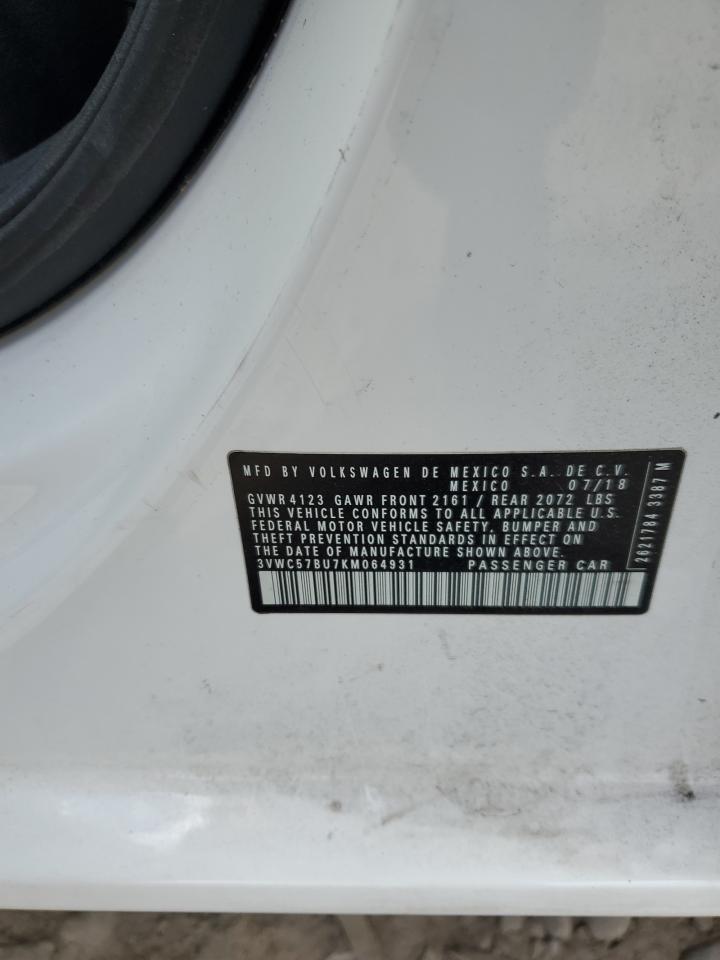 MFD BY VOLKSWAGEN DE MEXICO S.A. DE C.V.
MEXICO 07/18
GVWR 4123 GAWR FRONT 2161 / REAR 2072 LBS
THIS VEHICLE CONFORMS TO ALL APPLICABLE U.S.
FEDERAL MOTOR VEHICLE SAFETY, BUMPER AND
THEFT PREVENTION STANDARDS IN EFFECT ON
THE DATE OF MANUFACTURE SHOWN ABOVE.
3VWC57BU7KM064931 PASSENGER CAR
2621784 3387 M